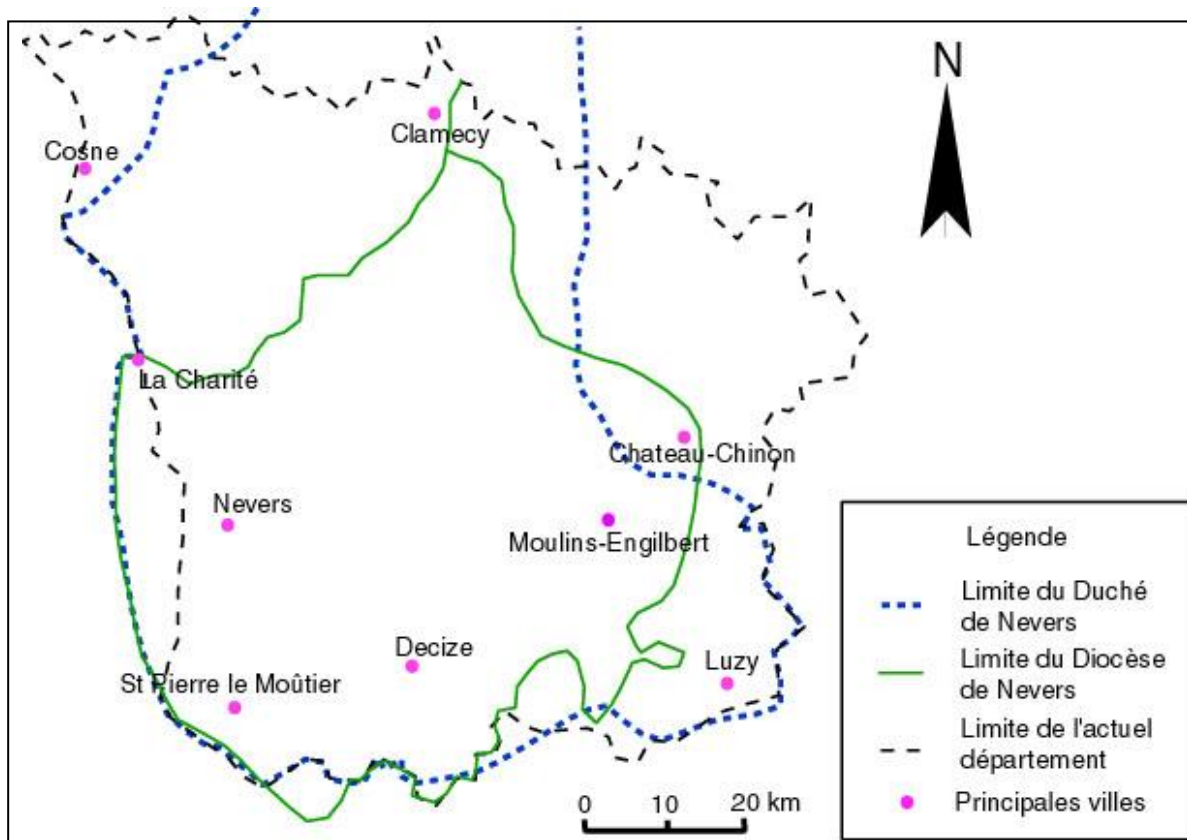 N
Clamecy
Cosne
La Charité
Chateau-Chinon
Nevers
Moulins-Engilbert
Decize
Luzy
St Pierre le Moûtier
Légende
Limite du Duché
de Nevers
Limite du Diocèse
de Nevers
Limite de l'actuel
département
Principales villes
0 10 20 km